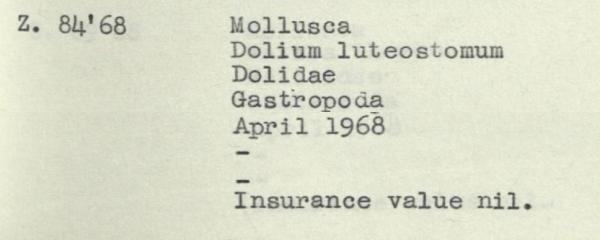 Z. 84'68 Mollusca
Dolium luteostomum
Dolidae
Gastropoda
April 1968
-
-
Insurance value nil.